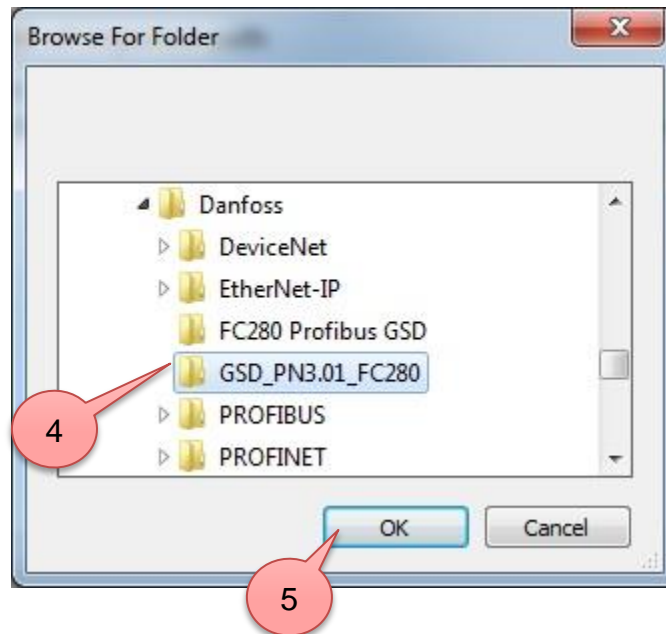 Browse For Folder
Danfoss
DeviceNet
EtherNet-IP
FC280 Profibus GSD
GSD_PN3.01_FC280
4
PROFIBUS
PROFINET
OK
Cancel
5